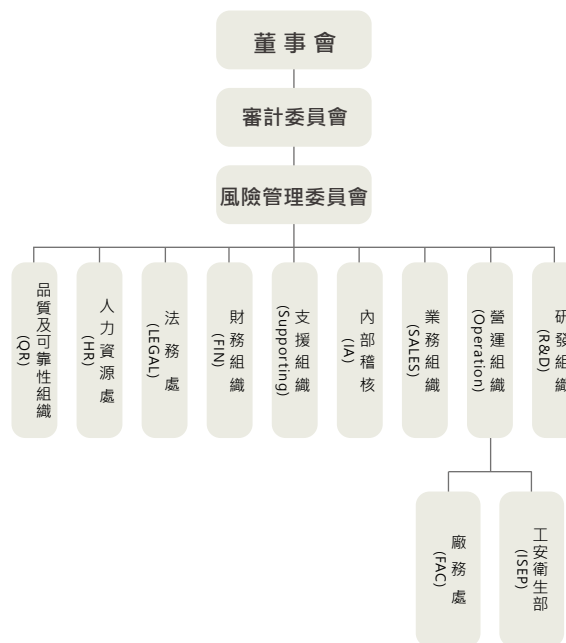 董事會
審計委員會
風險管理委員會
品質及可靠性組織
(QR)
人力資源處
(HR)
法務處
(LEGAL)
財務組織
(FIN)
支援組織
(Supporting)
內部稽核
(IA)
業務組織
(SALES)
營運組織
(Operation)
研發組織
(R&D)
廠務處
(FAC)
工安衛生部
(ISEP)